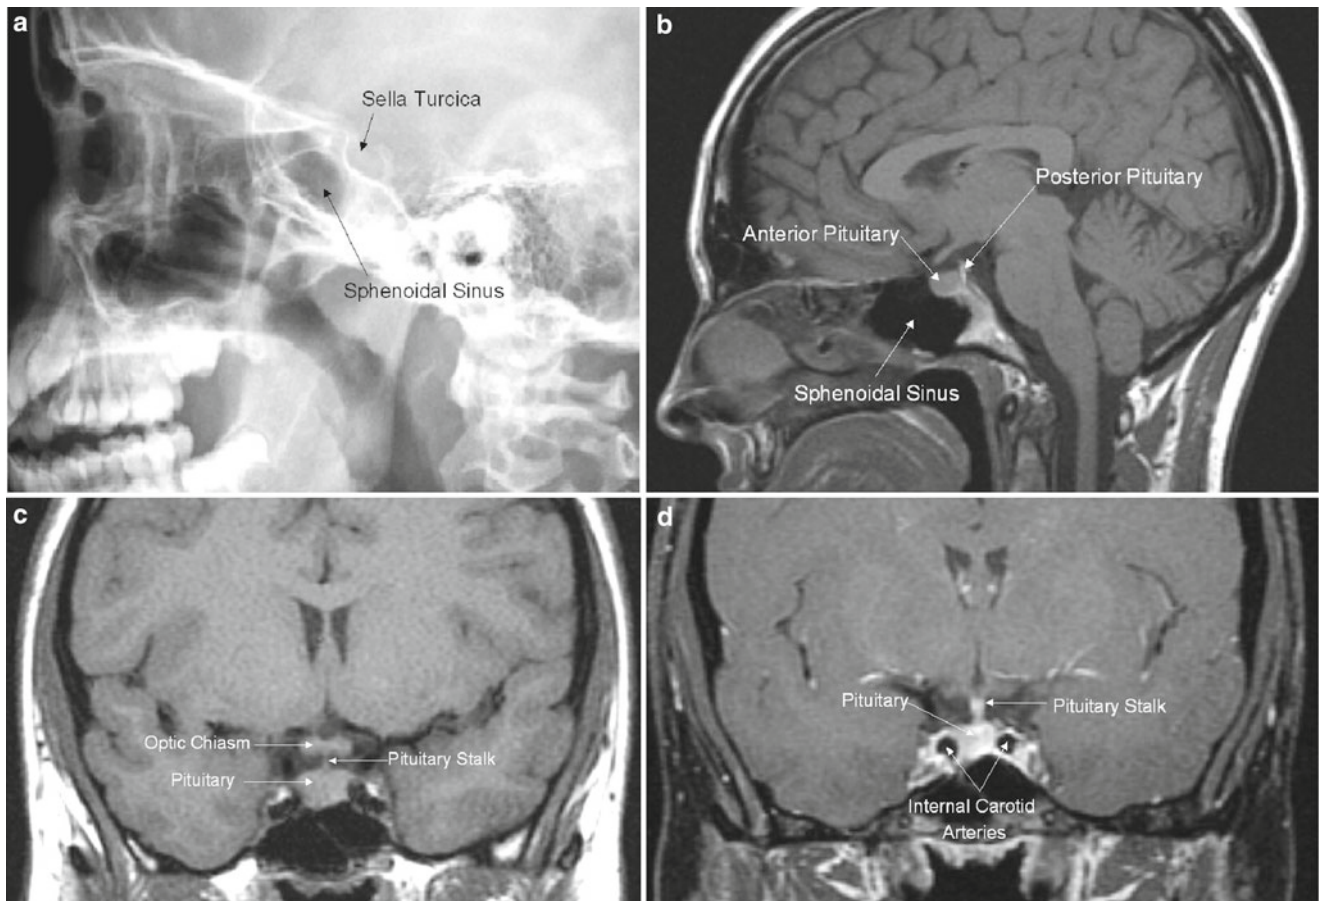 a
Sella Turcica
Sphenoidal Sinus
b
Posterior Pituitary
Anterior Pituitary
Sphenoidal Sinus
c
Optic Chiasm
Pituitary Stalk
Pituitary
d
Pituitary
Pituitary Stalk
Internal Carotid
Arteries